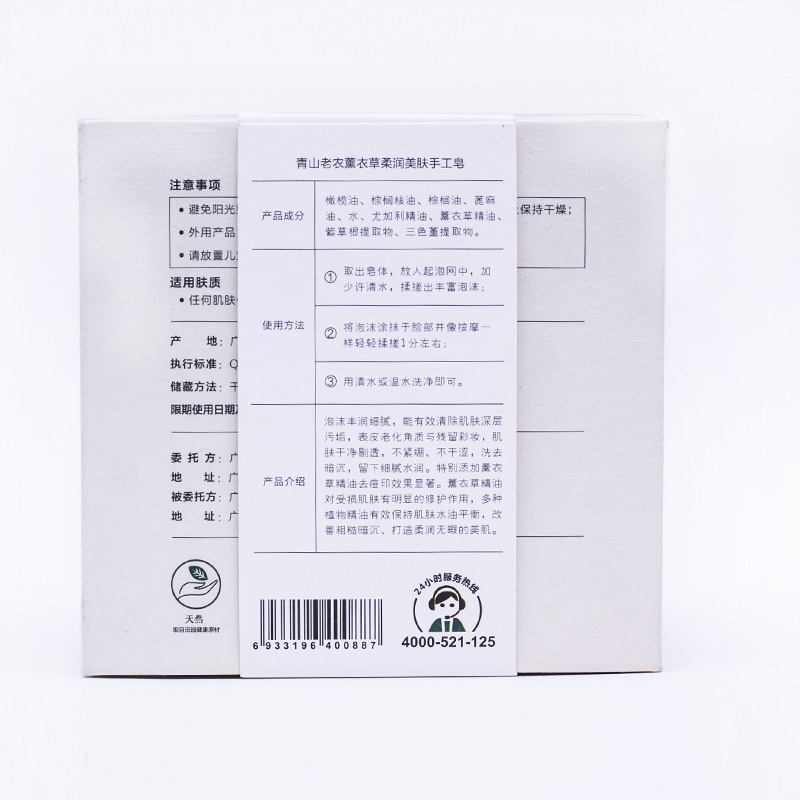 青山老农薰衣草柔润美肤手工皂
产品成分
橄榄油、棕榈核油、棕榈油、蓖麻
油、水、尤加利精油、薰衣草精油、
紫草根提取物、三色堇提取物。
使用方法
① 取出皂体，放入起泡网中，加
少许清水，揉搓出丰富泡沫；
② 将泡沫涂抹于脸部并像按摩一
样轻轻揉搓1分左右；
③ 用清水或温水洗净即可。
产品介绍
泡沫丰润细腻，能有效清除肌肤深层
污垢，表皮老化角质与残留彩妆，肌
肤干净剔透，不紧绷、不干涩，洗去
暗沉，留下细腻水润。特别添加薰衣
草精油去痘印效果显著。薰衣草精油
对受损肌肤有明显的修护作用，多种
植物精油有效保持肌肤水油平衡，改
善粗糙暗沉、打造柔润无暇的美肌。
6 933196 400887
24小时服务热线
4000-521-125
注意事项
• 避免阳光
保持干燥；
• 外用产品
• 请放置儿
适用肤质
• 任何肌肤
产 地：广
执行标准：Q
储藏方法：干
限期使用日期
委 托 方：广
地 址：广
被委托方：广
地 址：广
天然
取自田园健康原材